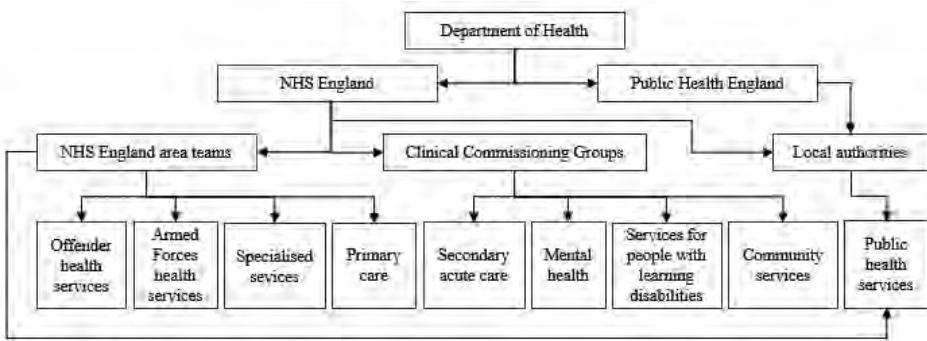 Department of Health
NHS England
Public Health England
NHS England area teams
Clinical Commissioning Groups
Local authorities
Offender
health
services
Armed
Forces
health
services
Specialised
sevices
Primary
care
Secondary
acute care
Mental
health
Services for
people with
learning
disabilities
Community
services
Public
health
services